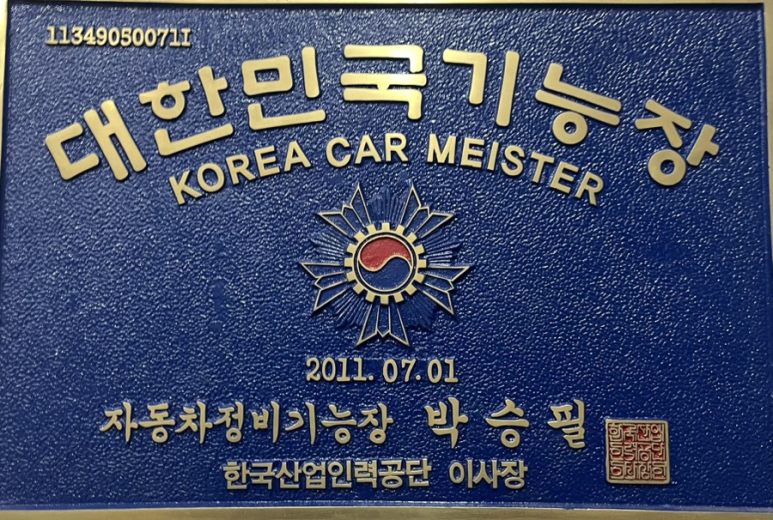 11349050071I
대한민국기능장
KOREA CAR MEISTER
2011.07.01
자동차정비기능장 박승필
한국산업인력공단 이사장